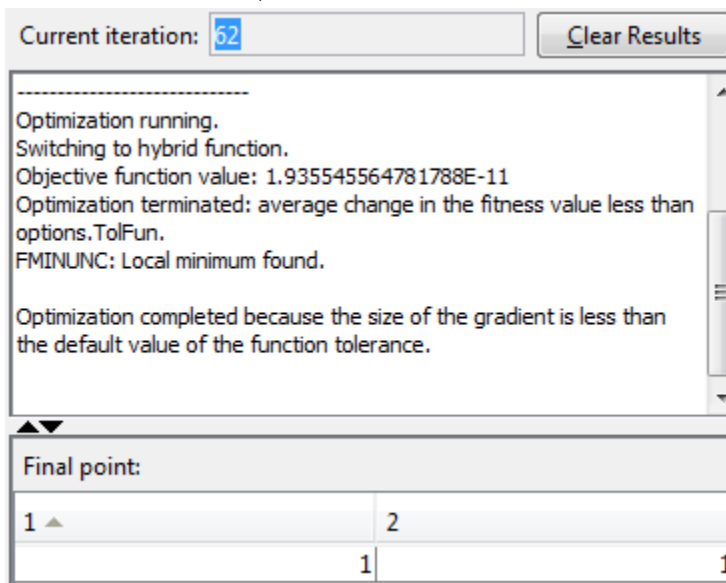 Current iteration: 62 Clear Results
------------------------------
Optimization running.
Switching to hybrid function.
Objective function value: 1.935545564781788E-11
Optimization terminated: average change in the fitness value less than
options.TolFun.
FMINUNC: Local minimum found.
Optimization completed because the size of the gradient is less than
the default value of the function tolerance.
Final point:
1 2
1 1